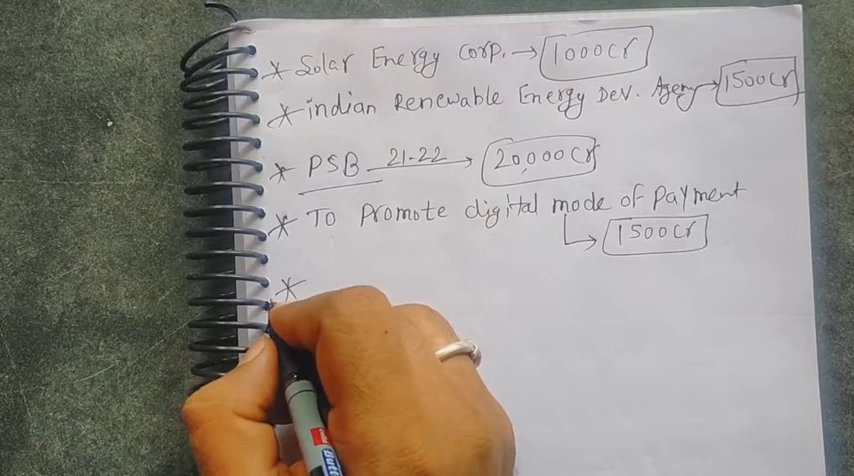 * Solar Energy Corp. → 1000Cr
* indian Renewable Energy Dev. Ageny → 1500Cr
* PSB 21-22 → 20,000Cr
* To Promote digital mode of Payment
→ 1500Cr
*